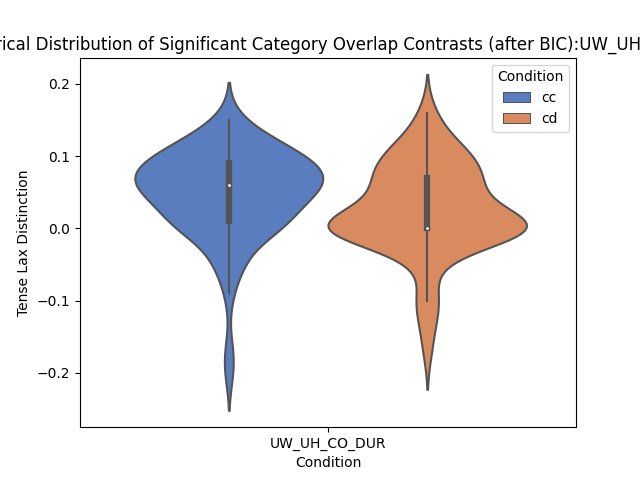 rical Distribution of Significant Category Overlap Contrasts (after BIC):UW_UH
Condition
cc
cd
0.2
0.1
0.0
−0.1
−0.2
Tense Lax Distinction
UW_UH_CO_DUR
Condition